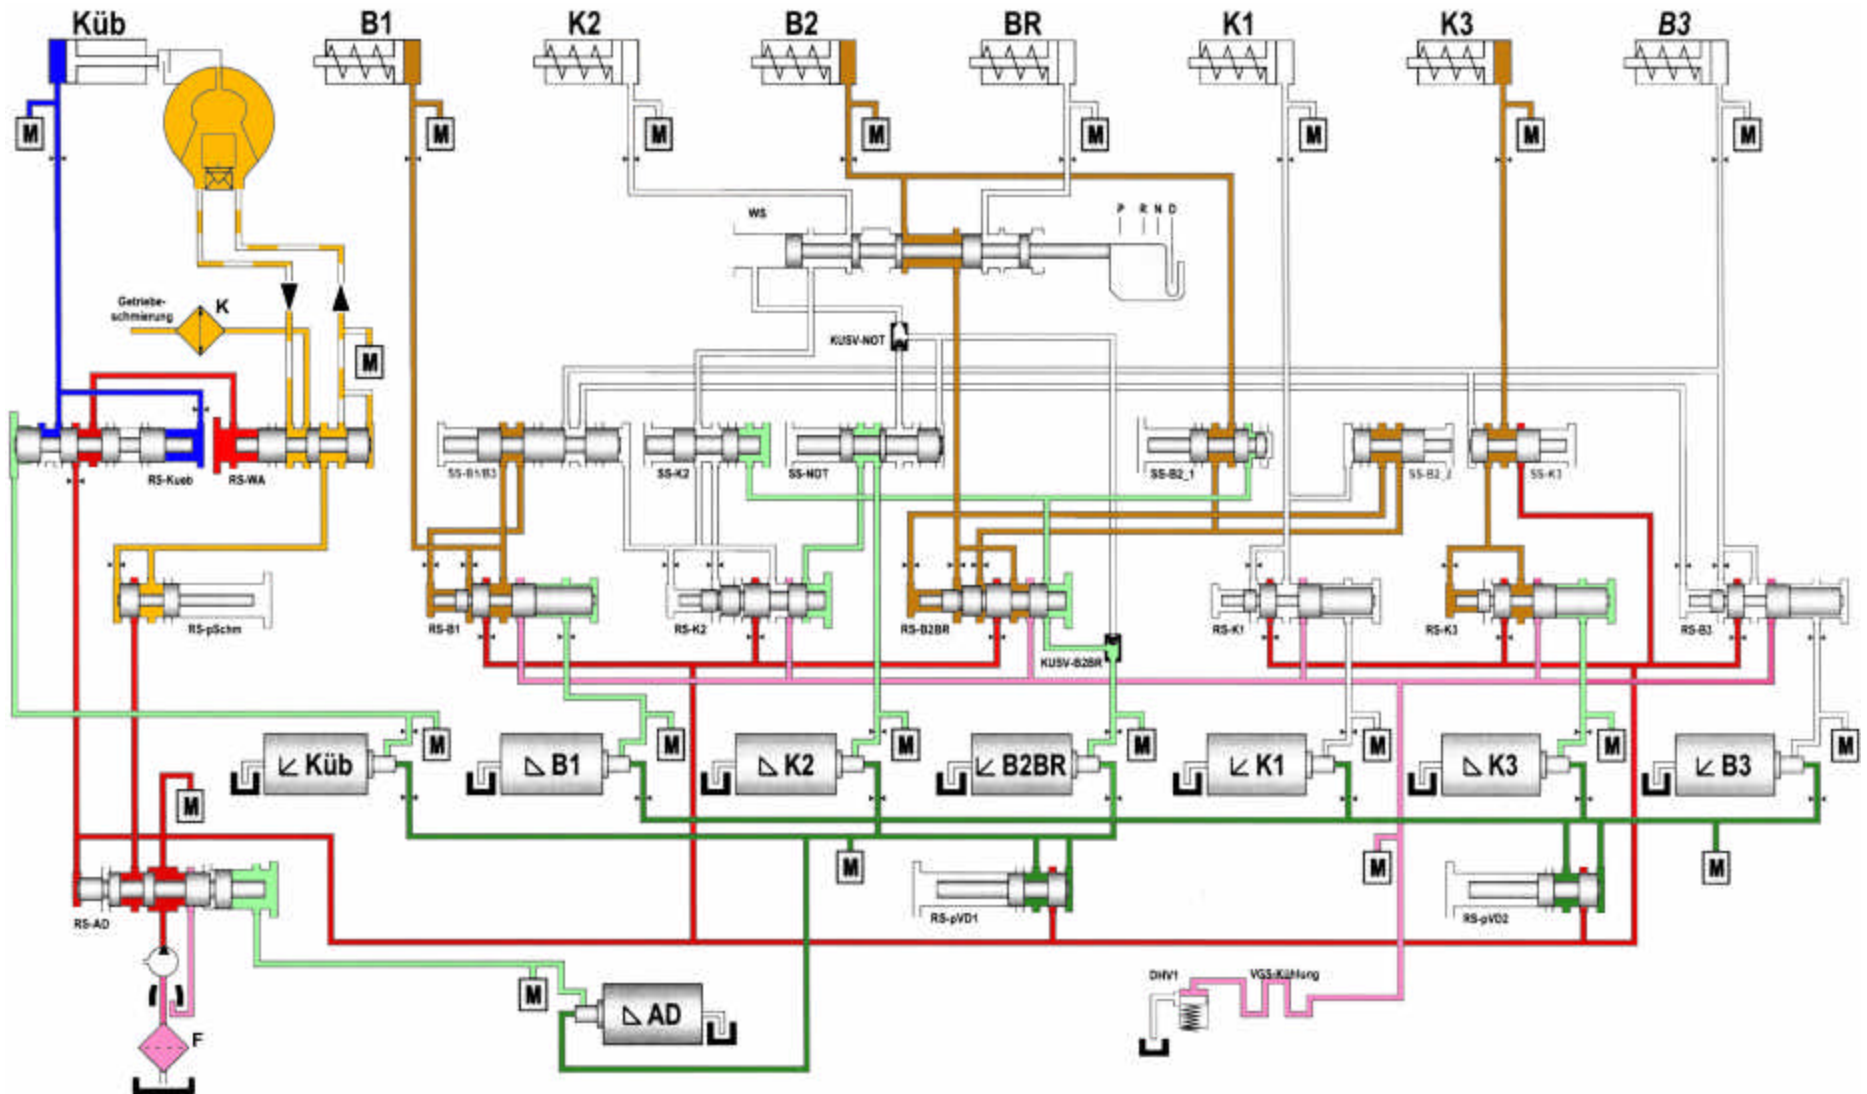 Küb B1 K2 B2 BR K1 K3 B3
M M M M M M M M
WS P R N D
Getriebe-
schmierung K
KUSV-NOT
M
RS-Kueb RS-WA SS-B1/B3 SS-K2 SS-NOT SS-B2_1 SS-B2_2 SS-K3
RS-pSchm RS-B1 RS-K2 RS-B2BR RS-K1 RS-K3 RS-B3
KUSV-B2BR
M M M M M M M
Küb B1 K2 B2BR K1 K3 B3
M
M M M
RS-AD RS-pVD1 RS-pVD2
DHV1 VGS-Kühlung
M
AD
F